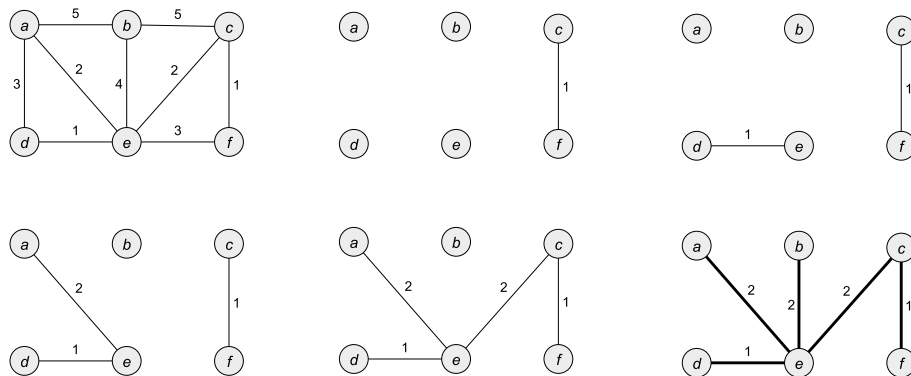 a 5 b 5 c
3 2 4 2 1
d 1 e 3 f
a b c
1
d e f
a b c
1
d 1 e f
a b c
2 1
d 1 e f
a b c
2 2 1
d 1 e f
a b c
2 2 2 1
d 1 e f